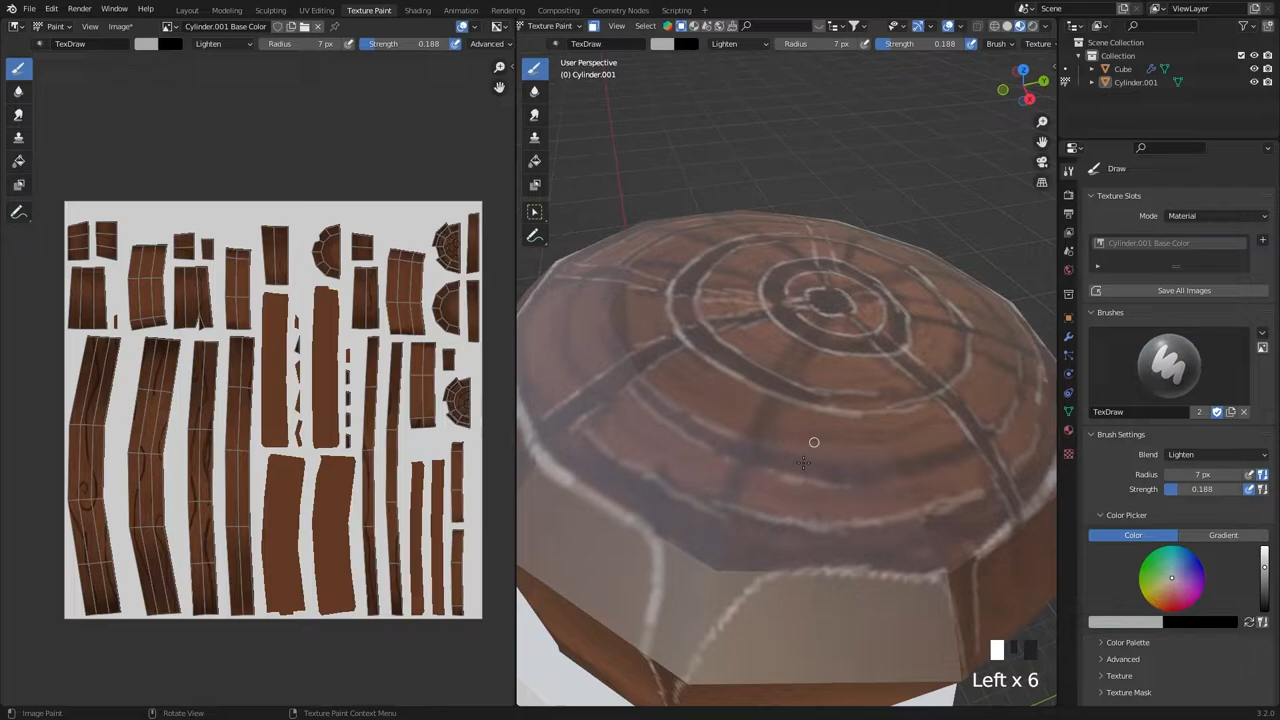 File Edit Render Window Help Layout Modeling Sculpting UV Editing Texture Paint Shading Animation Rendering Compositing Geometry Nodes Scripting Scene ViewLayer
Paint View Image* Cylinder.001 Base Color Texture Paint View Select
TexDraw Lighten Radius 7 px Strength 0.188 Advanced TexDraw Lighten Radius 7 px Strength 0.188 Brush Texture
Scene Collection
Collection
Cube
Cylinder.001
User Perspective
(0) Cylinder.001
Z
Y
X
Draw
Texture Slots
Mode Material
Cylinder.001 Base Color
Save All Images
Brushes
TexDraw 2
Brush Settings
Blend Lighten
Radius 7 px
Strength 0.188
Color Picker
Color Gradient
Color Palette
Advanced
Texture
Texture Mask
Left x 6
Image Paint Rotate View Texture Paint Context Menu 3.2.0